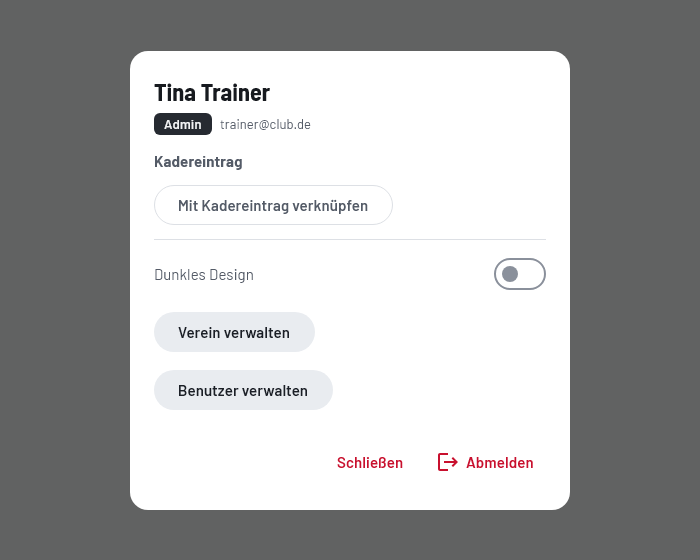 Tina Trainer
Admin trainer@club.de
Kadereintrag
Mit Kadereintrag verknüpfen
Dunkles Design
Verein verwalten
Benutzer verwalten
Schließen Abmelden